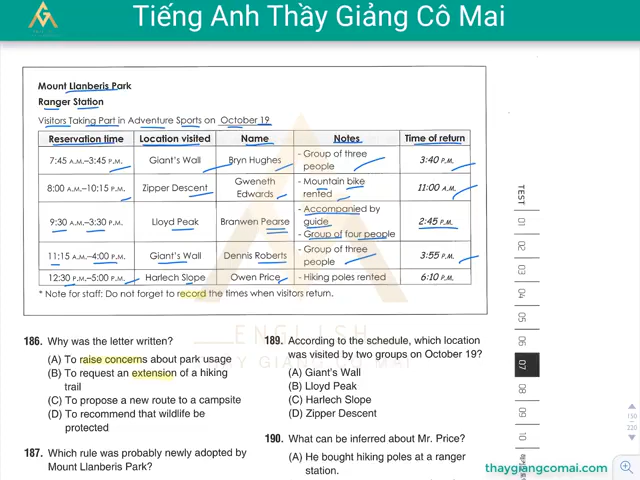 Tiếng Anh Thầy Giảng Cô Mai
Mount Llanberis Park
Ranger Station
Visitors Taking Part in Adventure Sports on October 19
Reservation time Location visited Name Notes Time of return
7:45 A.M.–3:45 P.M. Giant's Wall Bryn Hughes - Group of three people 3:40 P.M.
8:00 A.M.–10:15 P.M. Zipper Descent Gweneth Edwards - Mountain bike rented 11:00 A.M.
9:30 A.M.–3:30 P.M. Lloyd Peak Branwen Pearse - Accompanied by guide - Group of four people 2:45 P.M.
11:15 A.M.–4:00 P.M. Giant's Wall Dennis Roberts - Group of three people 3:55 P.M.
12:30 P.M.–5:00 P.M. Harlech Slope Owen Price - Hiking poles rented 6:10 P.M.
* Note for staff: Do not forget to record the times when visitors return.
186. Why was the letter written?
(A) To raise concerns about park usage
(B) To request an extension of a hiking
trail
(C) To propose a new route to a campsite
(D) To recommend that wildlife be
protected
187. Which rule was probably newly adopted by
Mount Llanberis Park?
189. According to the schedule, which location
was visited by two groups on October 19?
(A) Giant's Wall
(B) Lloyd Peak
(C) Harlech Slope
(D) Zipper Descent
190. What can be inferred about Mr. Price?
(A) He bought hiking poles at a ranger
station.
TEST
01
02
03
04
05
06
07
08
09
10
150
220
ENGLISH
thaygiangcomai.com